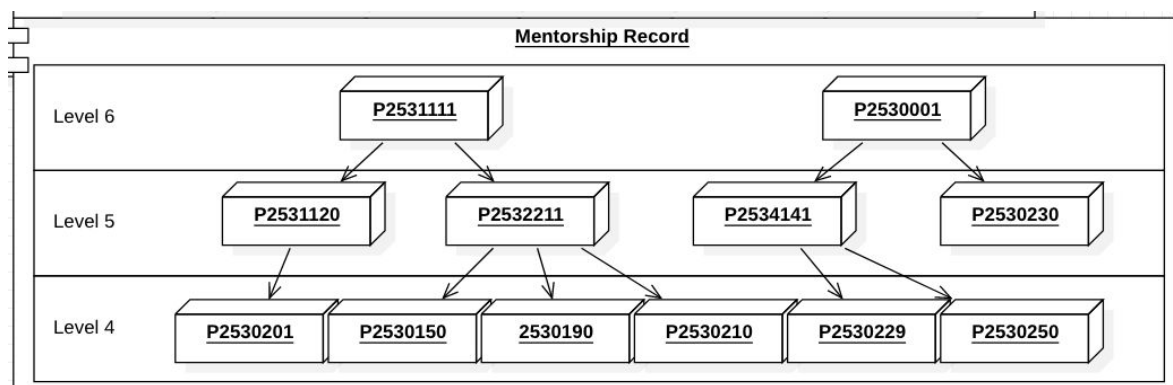 Mentorship Record
Level 6
P2531111
P2530001
Level 5
P2531120
P2532211
P2534141
P2530230
Level 4
P2530201
P2530150
2530190
P2530210
P2530229
P2530250